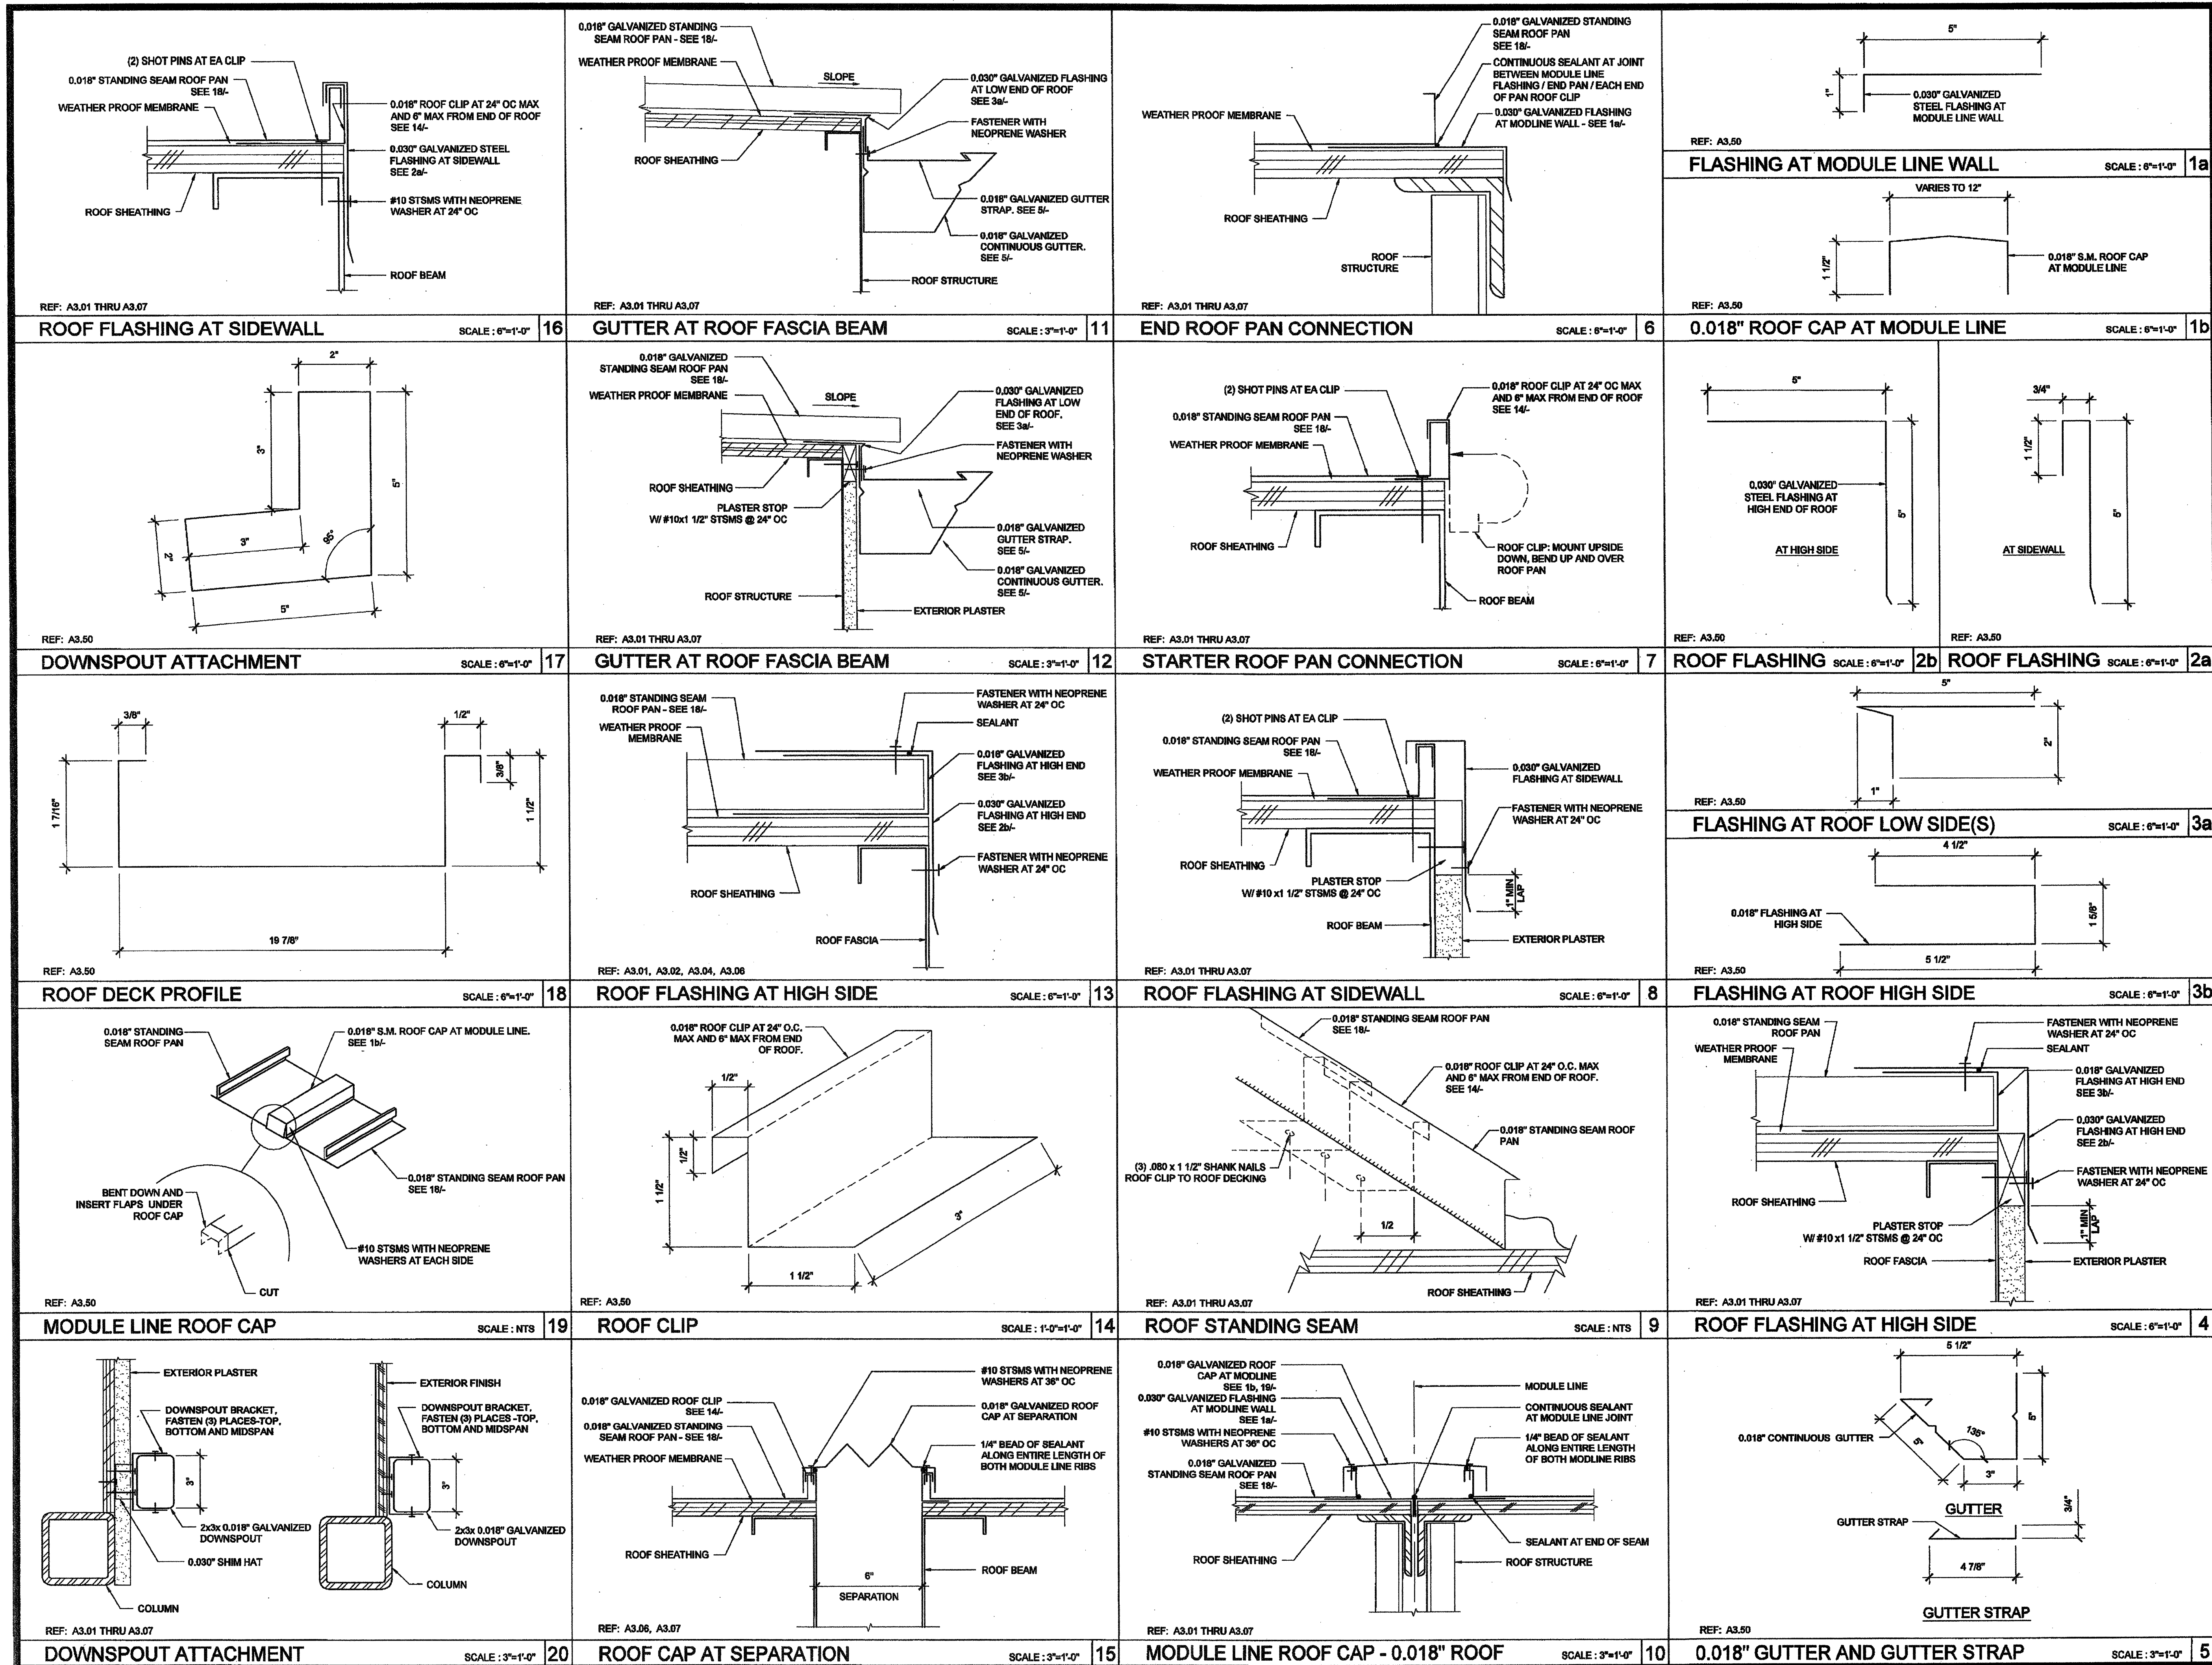 (2) SHOT PINS AT EA CLIP
0.018" STANDING SEAM ROOF PAN
SEE 18/-
WEATHER PROOF MEMBRANE
0.018" ROOF CLIP AT 24" OC MAX
AND 6" MAX FROM END OF ROOF
SEE 14/-
0.030" GALVANIZED STEEL
FLASHING AT SIDEWALL
SEE 2a/-
#10 STSMS WITH NEOPRENE
WASHER AT 24" OC
ROOF SHEATHING
ROOF BEAM
REF: A3.01 THRU A3.07
ROOF FLASHING AT SIDEWALL SCALE : 6"=1'-0" 16
0.018" GALVANIZED STANDING
SEAM ROOF PAN - SEE 18/-
WEATHER PROOF MEMBRANE
SLOPE
0.030" GALVANIZED FLASHING
AT LOW END OF ROOF
SEE 3a/-
FASTENER WITH
NEOPRENE WASHER
ROOF SHEATHING
0.018" GALVANIZED GUTTER
STRAP. SEE 5/-
0.018" GALVANIZED
CONTINUOUS GUTTER.
SEE 5/-
ROOF STRUCTURE
REF: A3.01 THRU A3.07
GUTTER AT ROOF FASCIA BEAM SCALE : 3"=1'-0" 11
0.018" GALVANIZED STANDING
SEAM ROOF PAN
SEE 18/-
CONTINUOUS SEALANT AT JOINT
BETWEEN MODULE LINE
FLASHING / END PAN / EACH END
OF PAN ROOF CLIP
0.030" GALVANIZED FLASHING
AT MODLINE WALL - SEE 1a/-
WEATHER PROOF MEMBRANE
ROOF SHEATHING
ROOF
STRUCTURE
REF: A3.01 THRU A3.07
END ROOF PAN CONNECTION SCALE : 6"=1'-0" 6
5"
1"
0.030" GALVANIZED
STEEL FLASHING AT
MODULE LINE WALL
REF: A3.50
FLASHING AT MODULE LINE WALL SCALE : 6"=1'-0" 1a
VARIES TO 12"
1 1/2"
0.018" S.M. ROOF CAP
AT MODULE LINE
REF: A3.50
0.018" ROOF CAP AT MODULE LINE SCALE : 6"=1'-0" 1b
2"
3"
5"
2"
3"
95°
5"
REF: A3.50
DOWNSPOUT ATTACHMENT SCALE : 6"=1'-0" 17
0.018" GALVANIZED
STANDING SEAM ROOF PAN
SEE 18/-
WEATHER PROOF MEMBRANE
SLOPE
0.030" GALVANIZED
FLASHING AT LOW
END OF ROOF.
SEE 3a/-
FASTENER WITH
NEOPRENE WASHER
ROOF SHEATHING
PLASTER STOP
W/ #10x1 1/2" STSMS @ 24" OC
0.018" GALVANIZED
GUTTER STRAP.
SEE 5/-
0.018" GALVANIZED
CONTINUOUS GUTTER.
SEE 5/-
ROOF STRUCTURE
EXTERIOR PLASTER
REF: A3.01 THRU A3.07
GUTTER AT ROOF FASCIA BEAM SCALE : 3"=1'-0" 12
(2) SHOT PINS AT EA CLIP
0.018" STANDING SEAM ROOF PAN
SEE 18/-
WEATHER PROOF MEMBRANE
0.018" ROOF CLIP AT 24" OC MAX
AND 6" MAX FROM END OF ROOF
SEE 14/-
ROOF SHEATHING
ROOF CLIP: MOUNT UPSIDE
DOWN, BEND UP AND OVER
ROOF PAN
ROOF BEAM
REF: A3.01 THRU A3.07
STARTER ROOF PAN CONNECTION SCALE : 6"=1'-0" 7
5"
0.030" GALVANIZED
STEEL FLASHING AT
HIGH END OF ROOF
5"
AT HIGH SIDE
REF: A3.50
ROOF FLASHING SCALE : 6"=1'-0" 2b
3/4"
1 1/2"
5"
AT SIDEWALL
REF: A3.50
ROOF FLASHING SCALE : 6"=1'-0" 2a
3/8"
1/2"
3/8"
1 7/16"
1 1/2"
19 7/8"
REF: A3.50
ROOF DECK PROFILE SCALE : 6"=1'-0" 18
0.018" STANDING SEAM
ROOF PAN - SEE 18/-
WEATHER PROOF
MEMBRANE
FASTENER WITH NEOPRENE
WASHER AT 24" OC
SEALANT
0.018" GALVANIZED
FLASHING AT HIGH END
SEE 3b/-
0.030" GALVANIZED
FLASHING AT HIGH END
SEE 2b/-
FASTENER WITH NEOPRENE
WASHER AT 24" OC
ROOF SHEATHING
ROOF FASCIA
REF: A3.01, A3.02, A3.04, A3.06
ROOF FLASHING AT HIGH SIDE SCALE : 6"=1'-0" 13
(2) SHOT PINS AT EA CLIP
0.018" STANDING SEAM ROOF PAN
SEE 18/-
WEATHER PROOF MEMBRANE
0.030" GALVANIZED
FLASHING AT SIDEWALL
FASTENER WITH NEOPRENE
WASHER AT 24" OC
ROOF SHEATHING
PLASTER STOP
W/ #10 x1 1/2" STSMS @ 24" OC
1" MIN
LAP
ROOF BEAM
EXTERIOR PLASTER
REF: A3.01 THRU A3.07
ROOF FLASHING AT SIDEWALL SCALE : 6"=1'-0" 8
5"
2"
1"
REF: A3.50
FLASHING AT ROOF LOW SIDE(S) SCALE : 6"=1'-0" 3a
4 1/2"
0.018" FLASHING AT
HIGH SIDE
1 5/8"
5 1/2"
REF: A3.50
FLASHING AT ROOF HIGH SIDE SCALE : 6"=1'-0" 3b
0.018" STANDING
SEAM ROOF PAN
0.018" S.M. ROOF CAP AT MODULE LINE.
SEE 1b/-
0.018" STANDING SEAM ROOF PAN
SEE 18/-
BENT DOWN AND
INSERT FLAPS UNDER
ROOF CAP
#10 STSMS WITH NEOPRENE
WASHERS AT EACH SIDE
CUT
REF: A3.50
MODULE LINE ROOF CAP SCALE : NTS 19
0.018" ROOF CLIP AT 24" O.C.
MAX AND 6" MAX FROM END
OF ROOF.
1/2"
1/2"
1 1/2"
3"
1 1/2"
REF: A3.50
ROOF CLIP SCALE : 1'-0"=1'-0" 14
0.018" STANDING SEAM ROOF PAN
SEE 18/-
0.018" ROOF CLIP AT 24" O.C. MAX
AND 6" MAX FROM END OF ROOF.
SEE 14/-
0.018" STANDING SEAM ROOF
PAN
(3) .080 x 1 1/2" SHANK NAILS
ROOF CLIP TO ROOF DECKING
1/2
ROOF SHEATHING
REF: A3.01 THRU A3.07
ROOF STANDING SEAM SCALE : NTS 9
0.018" STANDING SEAM
ROOF PAN
WEATHER PROOF
MEMBRANE
FASTENER WITH NEOPRENE
WASHER AT 24" OC
SEALANT
0.018" GALVANIZED
FLASHING AT HIGH END
SEE 3b/-
0.030" GALVANIZED
FLASHING AT HIGH END
SEE 2b/-
FASTENER WITH NEOPRENE
WASHER AT 24" OC
ROOF SHEATHING
PLASTER STOP
W/ #10 x1 1/2" STSMS @ 24" OC
1" MIN
LAP
ROOF FASCIA
EXTERIOR PLASTER
REF: A3.01 THRU A3.07
ROOF FLASHING AT HIGH SIDE SCALE : 6"=1'-0" 4
EXTERIOR PLASTER
DOWNSPOUT BRACKET,
FASTEN (3) PLACES-TOP,
BOTTOM AND MIDSPAN
3"
2x3x 0.018" GALVANIZED
DOWNSPOUT
0.030" SHIM HAT
COLUMN
EXTERIOR FINISH
DOWNSPOUT BRACKET,
FASTEN (3) PLACES -TOP,
BOTTOM AND MIDSPAN
3"
2x3x 0.018" GALVANIZED
DOWNSPOUT
COLUMN
REF: A3.01 THRU A3.07
DOWNSPOUT ATTACHMENT SCALE : 3"=1'-0" 20
#10 STSMS WITH NEOPRENE
WASHERS AT 36" OC
0.018" GALVANIZED ROOF CLIP
SEE 14/-
0.018" GALVANIZED STANDING
SEAM ROOF PAN - SEE 18/-
WEATHER PROOF MEMBRANE
0.018" GALVANIZED ROOF
CAP AT SEPARATION
1/4" BEAD OF SEALANT
ALONG ENTIRE LENGTH OF
BOTH MODULE LINE RIBS
ROOF SHEATHING
6"
SEPARATION
ROOF BEAM
REF: A3.06, A3.07
ROOF CAP AT SEPARATION SCALE : 3"=1'-0" 15
0.018" GALVANIZED ROOF
CAP AT MODLINE
SEE 1b, 19/-
0.030" GALVANIZED FLASHING
AT MODLINE WALL
SEE 1a/-
#10 STSMS WITH NEOPRENE
WASHERS AT 36" OC
0.018" GALVANIZED
STANDING SEAM ROOF PAN
SEE 18/-
MODULE LINE
CONTINUOUS SEALANT
AT MODULE LINE JOINT
1/4" BEAD OF SEALANT
ALONG ENTIRE LENGTH
OF BOTH MODLINE RIBS
SEALANT AT END OF SEAM
ROOF SHEATHING
ROOF STRUCTURE
REF: A3.01 THRU A3.07
MODULE LINE ROOF CAP - 0.018" ROOF SCALE : 3"=1'-0" 10
5 1/2"
5"
0.018" CONTINUOUS GUTTER
135°
5"
3"
GUTTER
3/4"
GUTTER STRAP
4 7/8"
GUTTER STRAP
REF: A3.50
0.018" GUTTER AND GUTTER STRAP SCALE : 3"=1'-0" 5